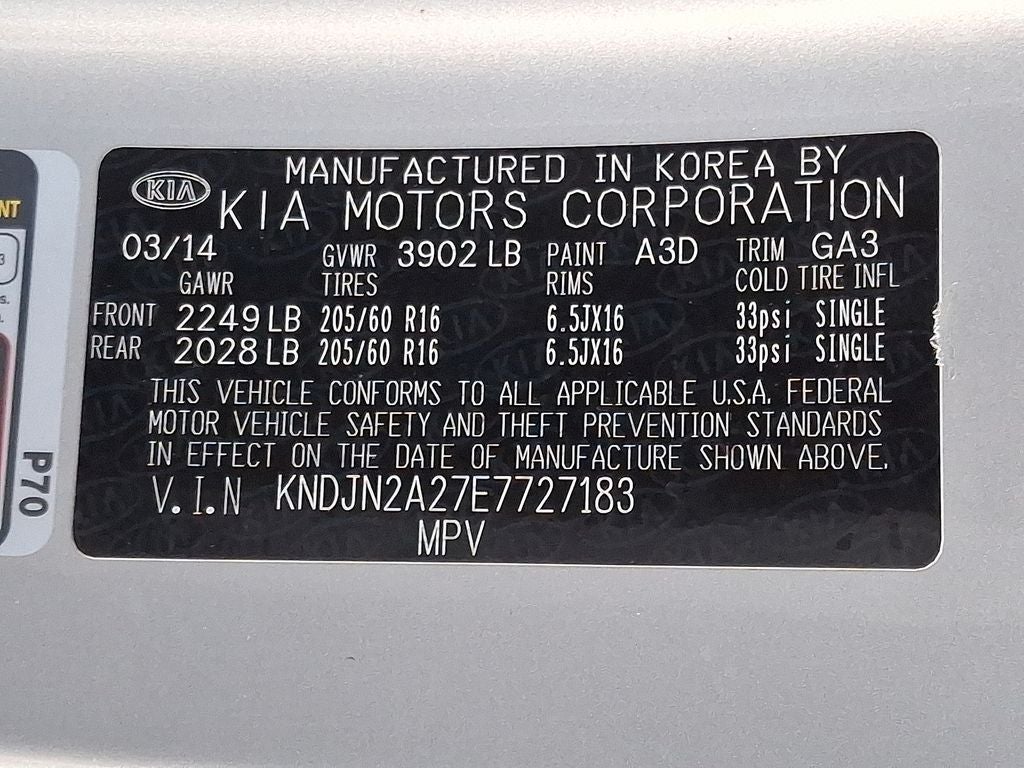 MANUFACTURED IN KOREA BY
KIA KIA MOTORS CORPORATION
03/14 GVWR 3902 LB PAINT A3D TRIM GA3
GAWR TIRES RIMS COLD TIRE INFL
FRONT 2249 LB 205/60 R16 6.5JX16 33psi SINGLE
REAR 2028 LB 205/60 R16 6.5JX16 33psi SINGLE
THIS VEHICLE CONFORMS TO ALL APPLICABLE U.S.A. FEDERAL
MOTOR VEHICLE SAFETY AND THEFT PREVENTION STANDARDS
IN EFFECT ON THE DATE OF MANUFACTURE SHOWN ABOVE.
V.I.N KNDJN2A27E7727183
MPV
NT
3
s.
P70